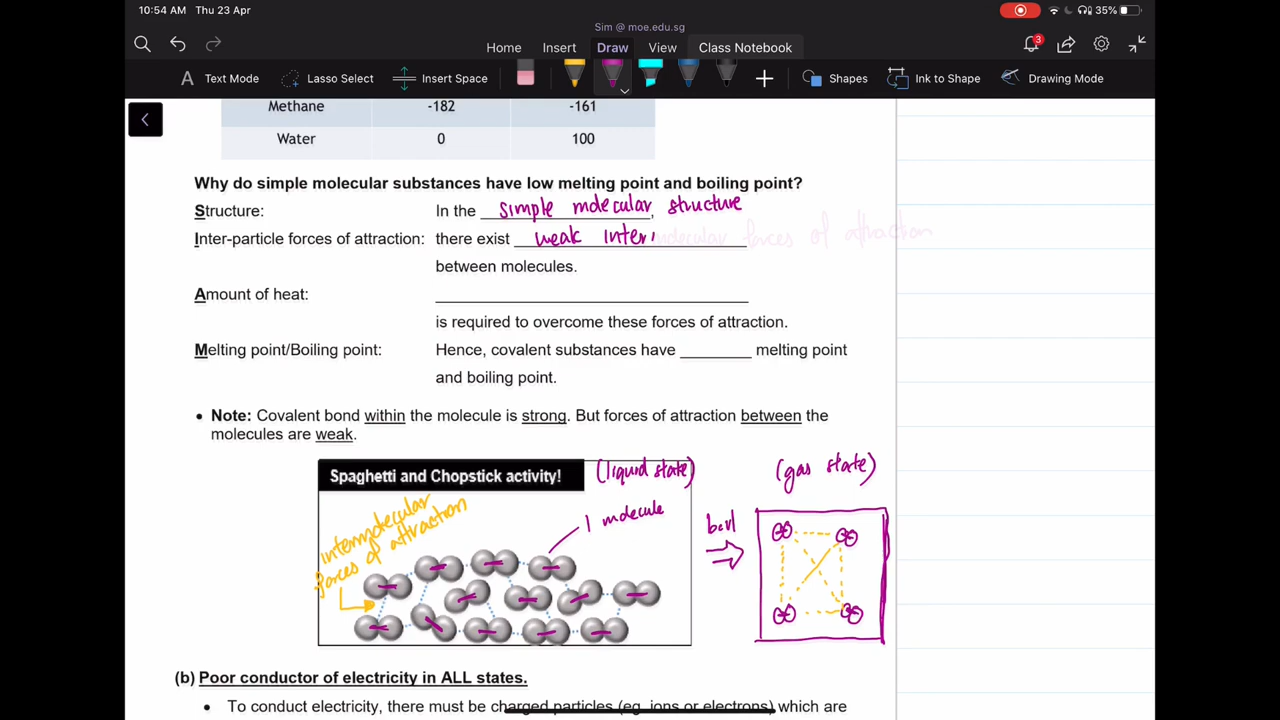 10:54 AM Thu 23 Apr
35%
Sim @ moe.edu.sg
Home Insert Draw View Class Notebook
3
A Text Mode Lasso Select Insert Space Shapes Ink to Shape Drawing Mode
Methane -182 -161
Water 0 100
Why do simple molecular substances have low melting point and boiling point?
Structure: In the simple molecular, structure
Inter-particle forces of attraction: there exist weak intermolecular forces of attraction
between molecules.
Amount of heat: ____
is required to overcome these forces of attraction.
Melting point/Boiling point: Hence, covalent substances have ____ melting point
and boiling point.
• Note: Covalent bond within the molecule is strong. But forces of attraction between the
molecules are weak.
Spaghetti and Chopstick activity! (liquid state) (gas state)
intermolecular
forces of attraction
1 molecule
boil
(b) Poor conductor of electricity in ALL states.
• To conduct electricity, there must be charged particles (eg. ions or electrons) which are